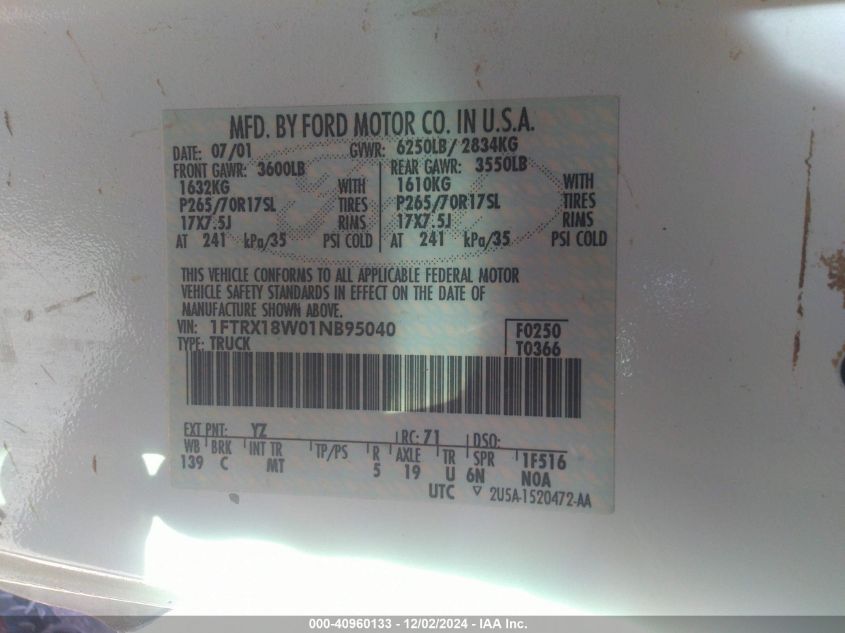 MFD. BY FORD MOTOR CO. IN U.S.A.
DATE: 07/01 GVWR: 6250LB/ 2834KG
FRONT GAWR: 3600LB REAR GAWR: 3550LB
1632KG WITH 1610KG WITH
P265/70R17SL TIRES P265/70R17SL TIRES
17X7.5J RIMS 17X7.5J RIMS
AT 241 kPa/35 PSI COLD AT 241 kPa/35 PSI COLD
THIS VEHICLE CONFORMS TO ALL APPLICABLE FEDERAL MOTOR
VEHICLE SAFETY STANDARDS IN EFFECT ON THE DATE OF
MANUFACTURE SHOWN ABOVE.
VIN: 1FTRX18W01NB95040 F0250
TYPE: TRUCK T0366
EXT PNT: YZ RC: 71 DSO:
WB BRK INT TR TP/PS R AXLE TR SPR 1F516
139 C MT 5 19 U 6N NOA
UTC 2U5A-1520472-AA
000-40960133 - 12/02/2024 - IAA Inc.